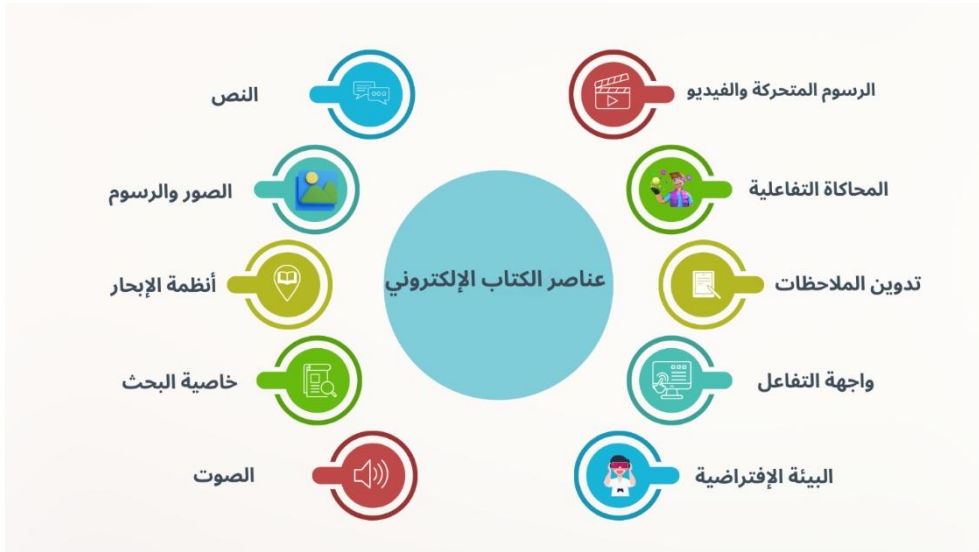 الرسوم المتحركة والفيديو
المحاكاة التفاعلية
تدوين الملاحظات
واجهة التفاعل
البيئة الإفتراضية
عناصر الكتاب الإلكتروني
النص
الصور والرسوم
أنظمة الإبحار
خاصية البحث
الصوت